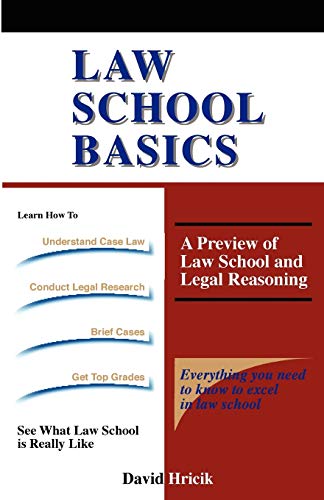 LAW
SCHOOL
BASICS
Learn How To
Understand Case Law
Conduct Legal Research
Brief Cases
Get Top Grades
See What Law School
is Really Like
A Preview of
Law School and
Legal Reasoning
Everything you need
to know to excel
in law school
David Hricik